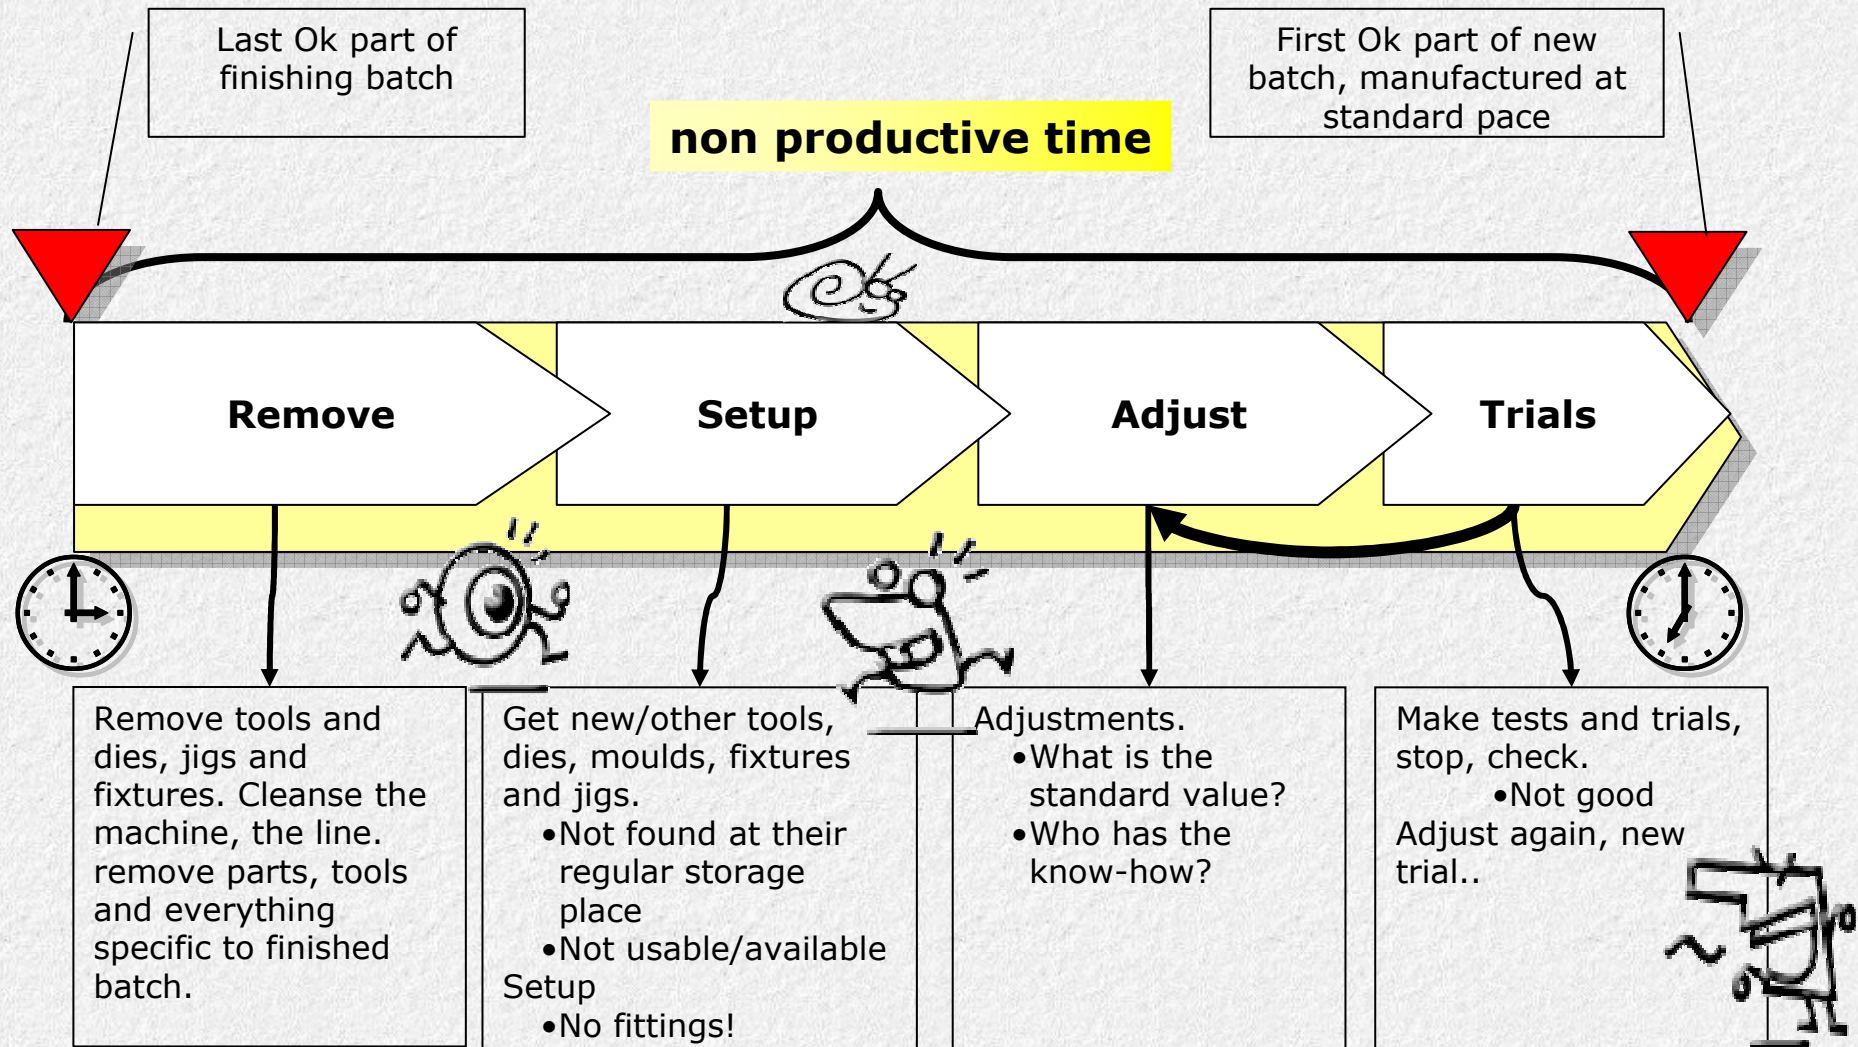 Last Ok part of
finishing batch
First Ok part of new
batch, manufactured at
standard pace
non productive time
Remove
Setup
Adjust
Trials
Remove tools and
dies, jigs and
fixtures. Cleanse the
machine, the line.
remove parts, tools
and everything
specific to finished
batch.
Get new/other tools,
dies, moulds, fixtures
and jigs.
•Not found at their
regular storage
place
•Not usable/available
Setup
•No fittings!
Adjustments.
•What is the
standard value?
•Who has the
know-how?
Make tests and trials,
stop, check.
•Not good
Adjust again, new
trial..